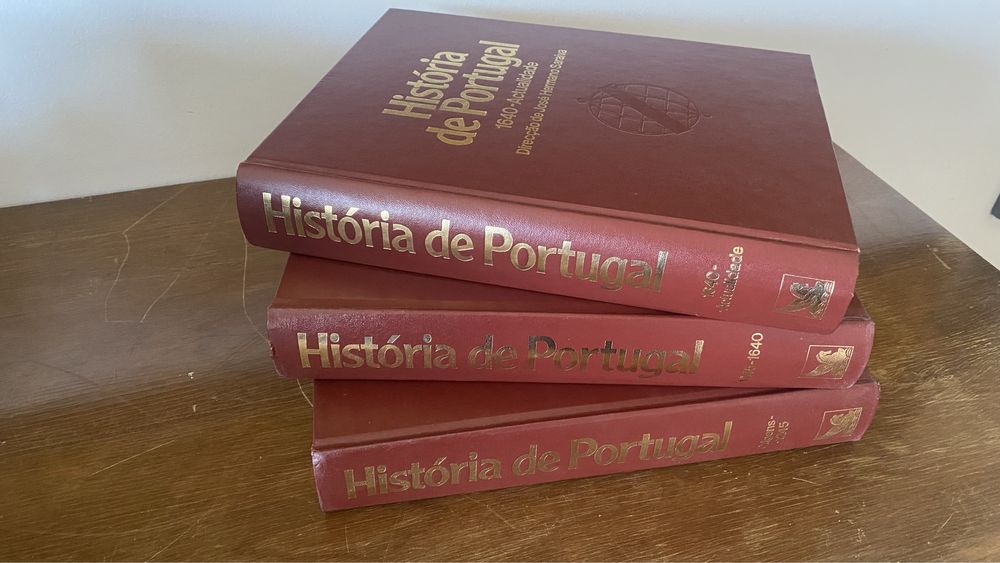 História
de Portugal
1640-Actualidade
Direcção de José Hermano Saraiva
História de Portugal
1640-
Actualidade
História de Portugal
-1640
História de Portugal
Origens-